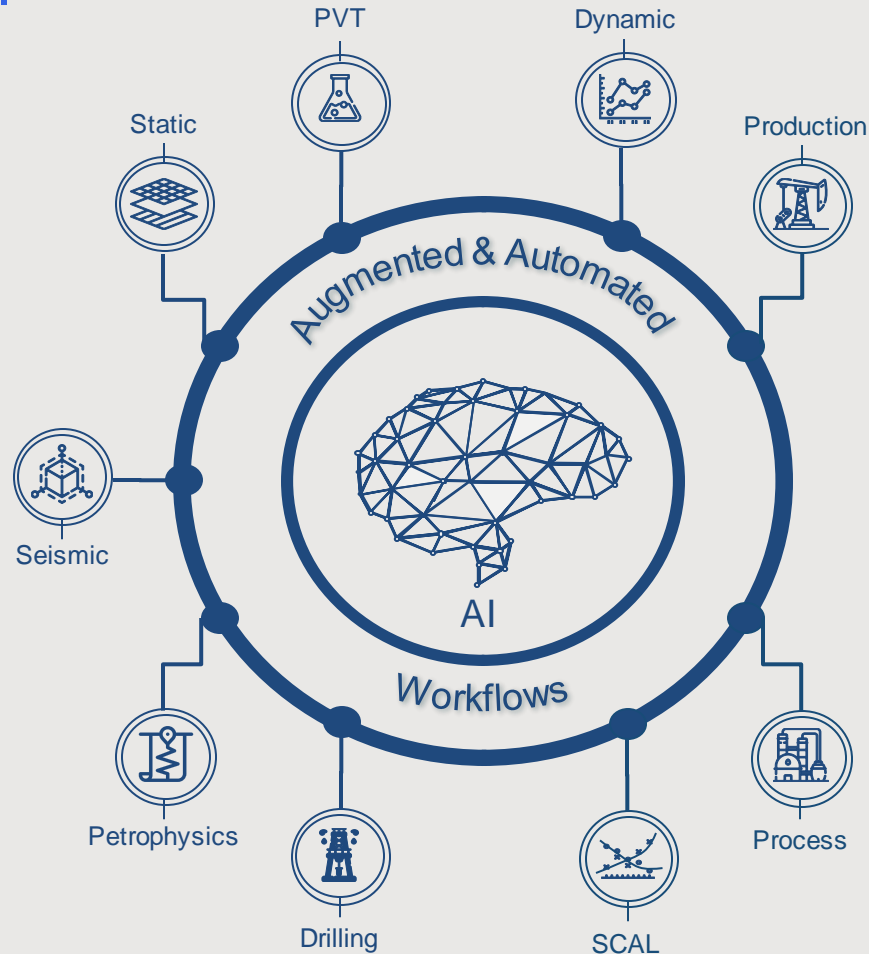 PVT
Dynamic
Static
Production
Augmented & Automated
Seismic
AI
Workflows
Petrophysics
Process
Drilling
SCAL